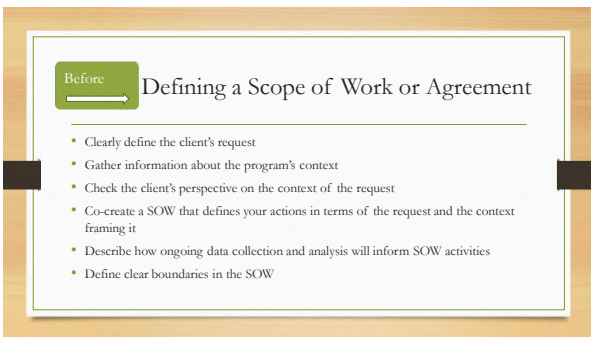 Before
Defining a Scope of Work or Agreement
• Clearly define the client's request
• Gather information about the program's context
• Check the client's perspective on the context of the request
• Co-create a SOW that defines your actions in terms of the request and the context
framing it
• Describe how ongoing data collection and analysis will inform SOW activities
• Define clear boundaries in the SOW